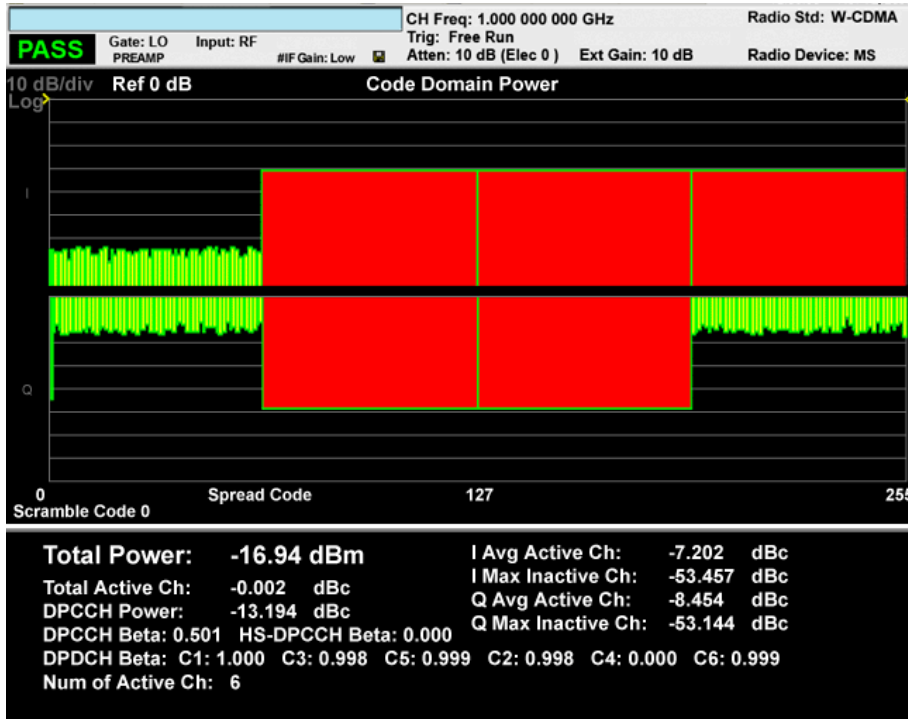 CH Freq: 1.000 000 000 GHz Radio Std: W-CDMA
PASS Gate: LO Input: RF Trig: Free Run
PREAMP #IF Gain: Low Atten: 10 dB (Elec 0 ) Ext Gain: 10 dB Radio Device: MS
10 dB/div Ref 0 dB Code Domain Power
Log
I
Q
0 Spread Code 127 255
Scramble Code 0
Total Power: -16.94 dBm I Avg Active Ch: -7.202 dBc
Total Active Ch: -0.002 dBc I Max Inactive Ch: -53.457 dBc
DPCCH Power: -13.194 dBc Q Avg Active Ch: -8.454 dBc
DPCCH Beta: 0.501 HS-DPCCH Beta: 0.000 Q Max Inactive Ch: -53.144 dBc
DPDCH Beta: C1: 1.000 C3: 0.998 C5: 0.999 C2: 0.998 C4: 0.000 C6: 0.999
Num of Active Ch: 6